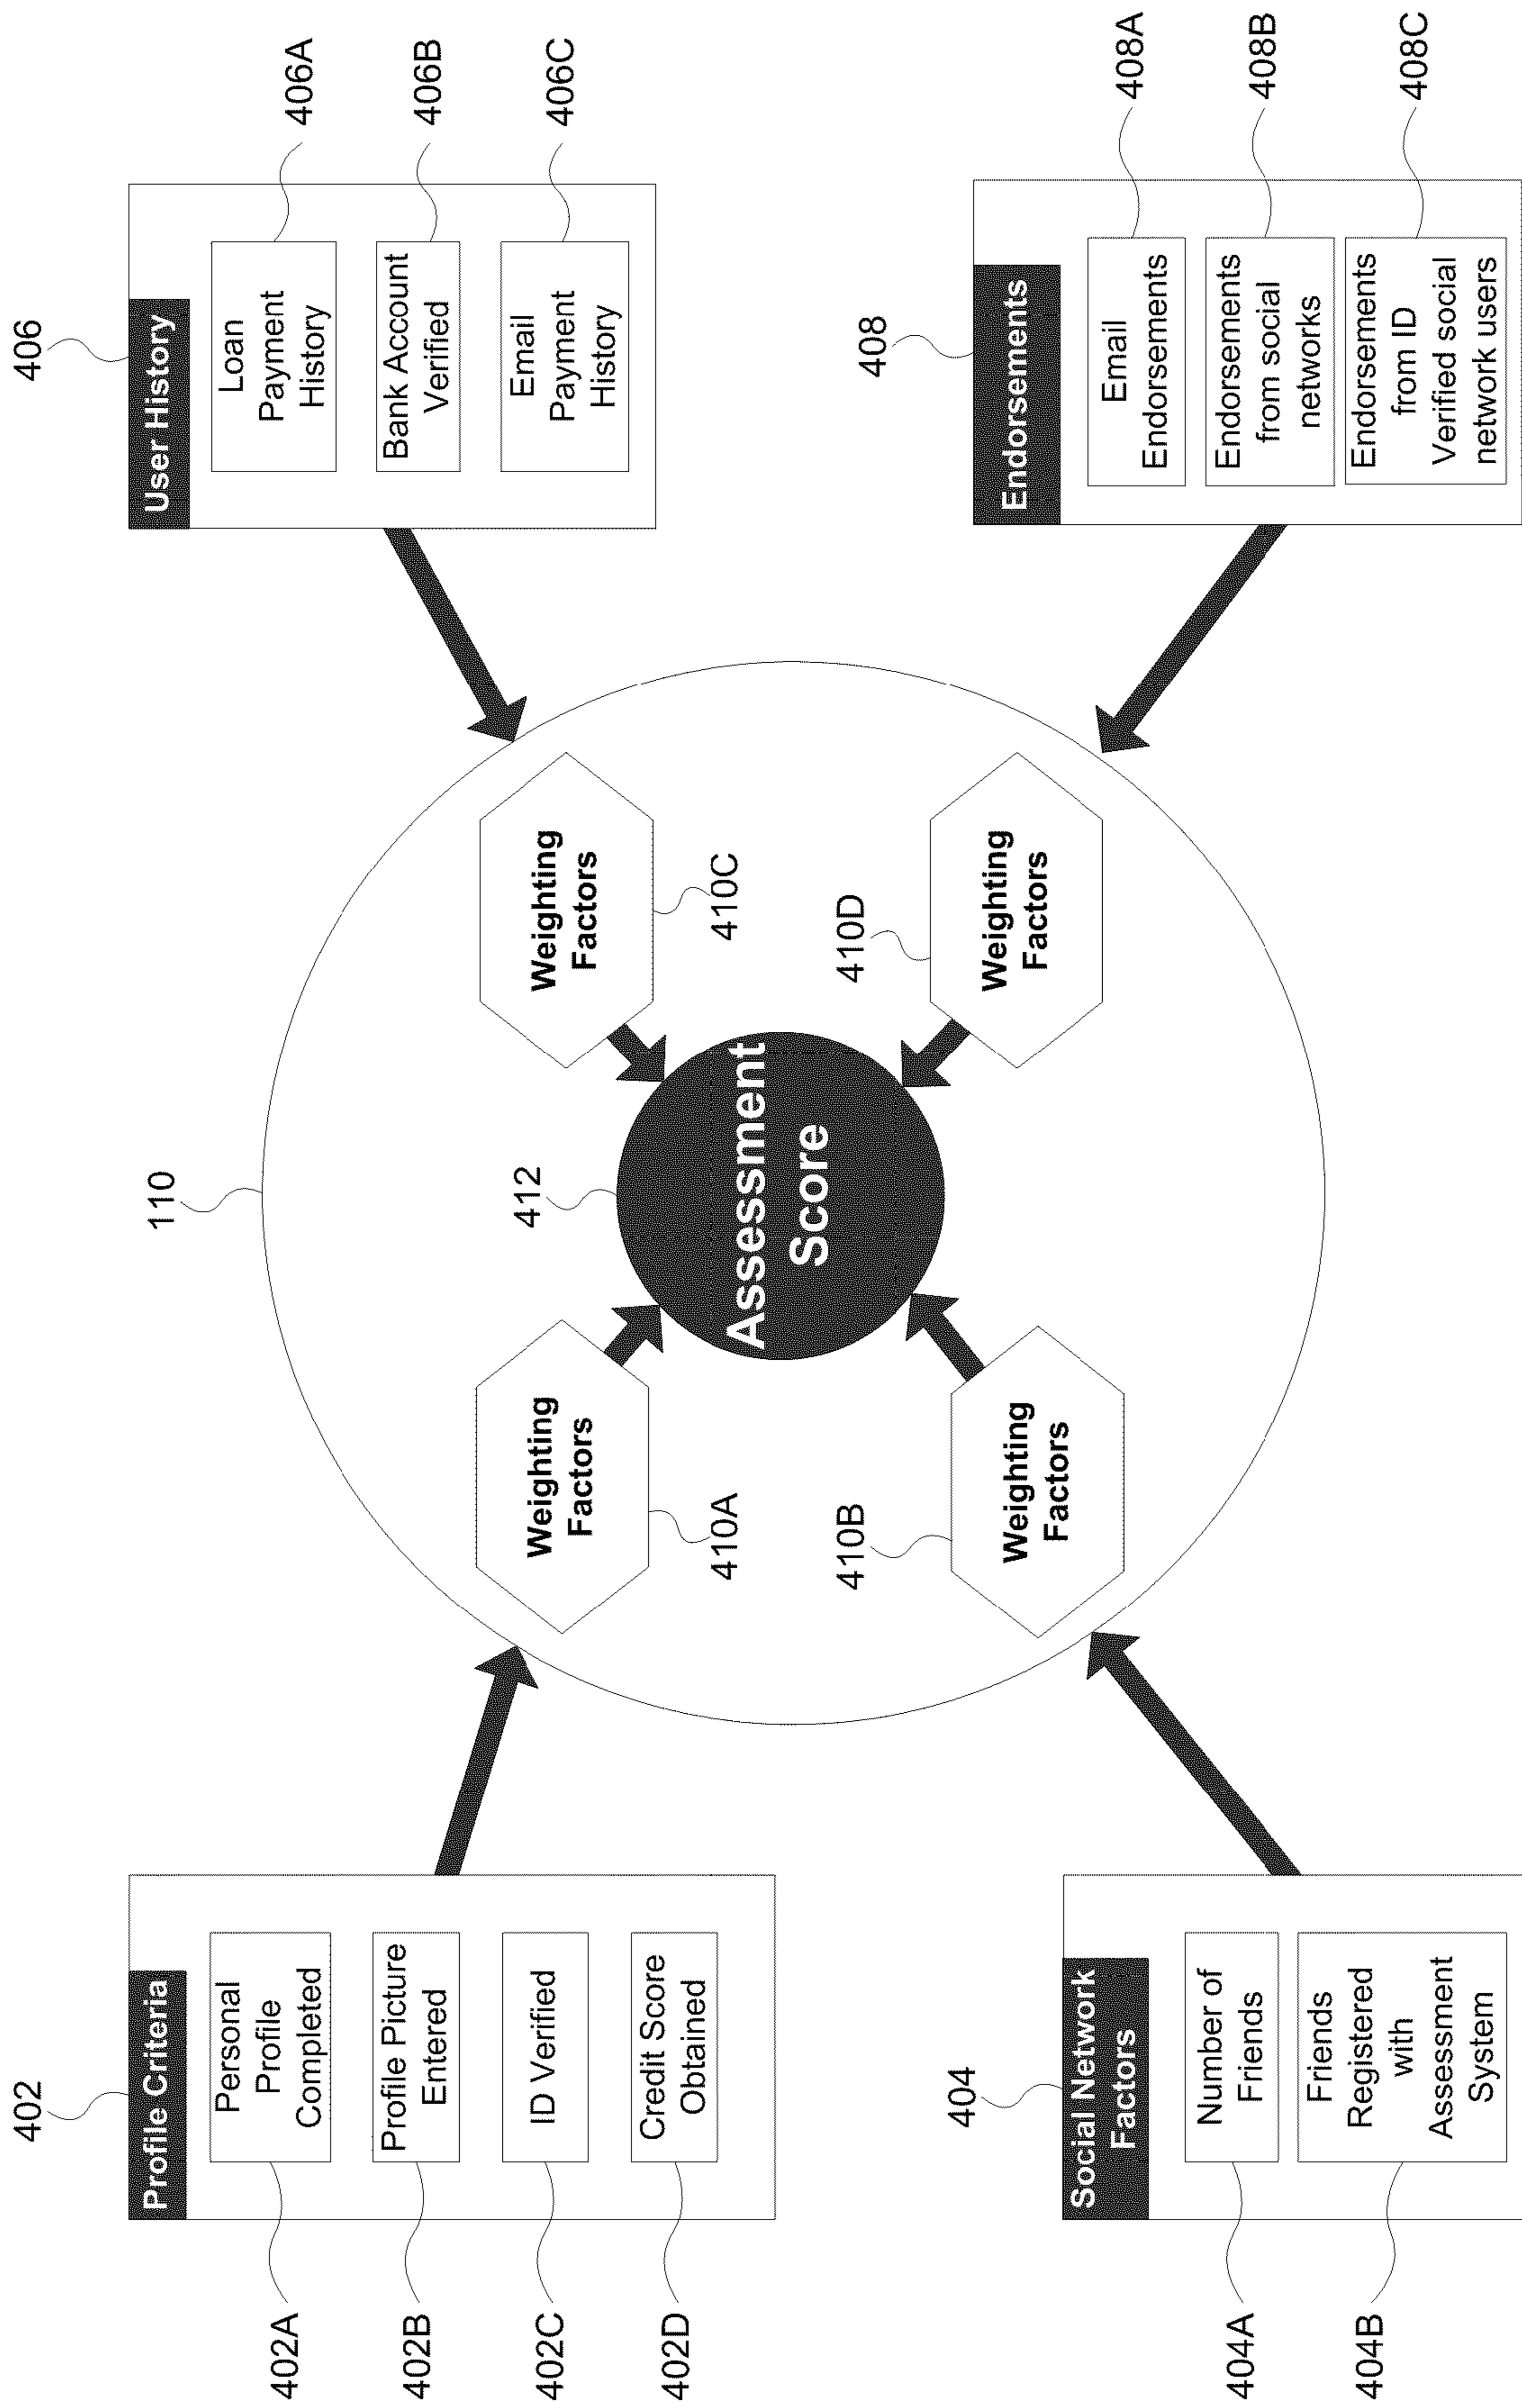 402
Profile Criteria
Personal
Profile
Completed
402A
Profile Picture
Entered
402B
ID Verified
402C
Credit Score
Obtained
402D
404
Social Network
Factors
Number of
Friends
404A
Friends
Registered
with
Assessment
System
404B
110
Weighting
Factors
410A
Weighting
Factors
410B
412
Assessment
Score
Weighting
Factors
410C
410D
Weighting
Factors
406
User History
Loan
Payment
History
406A
Bank Account
Verified
406B
Email
Payment
History
406C
408
Endorsements
Email
Endorsements
408A
Endorsements
from social
networks
408B
Endorsements
from ID
Verified social
network users
408C